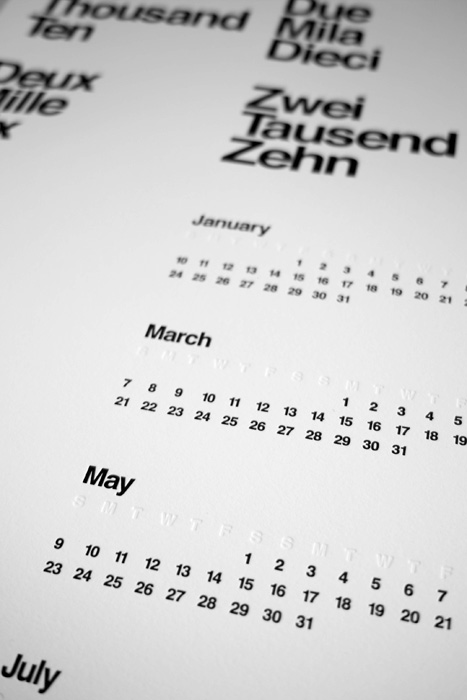 Thousand
Ten
Due
Mila
Dieci
Deux
Mille
Zwei
Tausend
Zehn
January
1 2 3 4 5 6 7
10 11 12 13 14 15 16 17 18 19 20 21
24 25 26 27 28 29 30 31
March
S M T W T F S S M T W T F
1 2 3 4 5
7 8 9 10 11 12 13 14 15 16 17 18 19
21 22 23 24 25 26 27 28 29 30 31
May
S M T W T F S S M T W T F
1 2 3 4 5 6 7
9 10 11 12 13 14 15 16 17 18 19 20 21
23 24 25 26 27 28 29 30 31
July